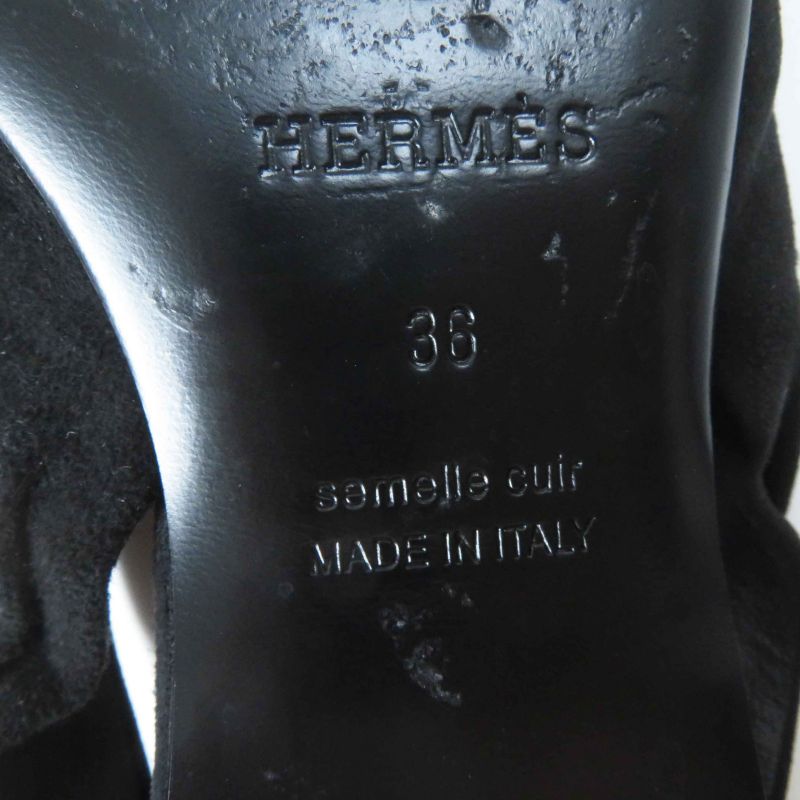 HERMÈS
36
semelle cuir
MADE IN ITALY